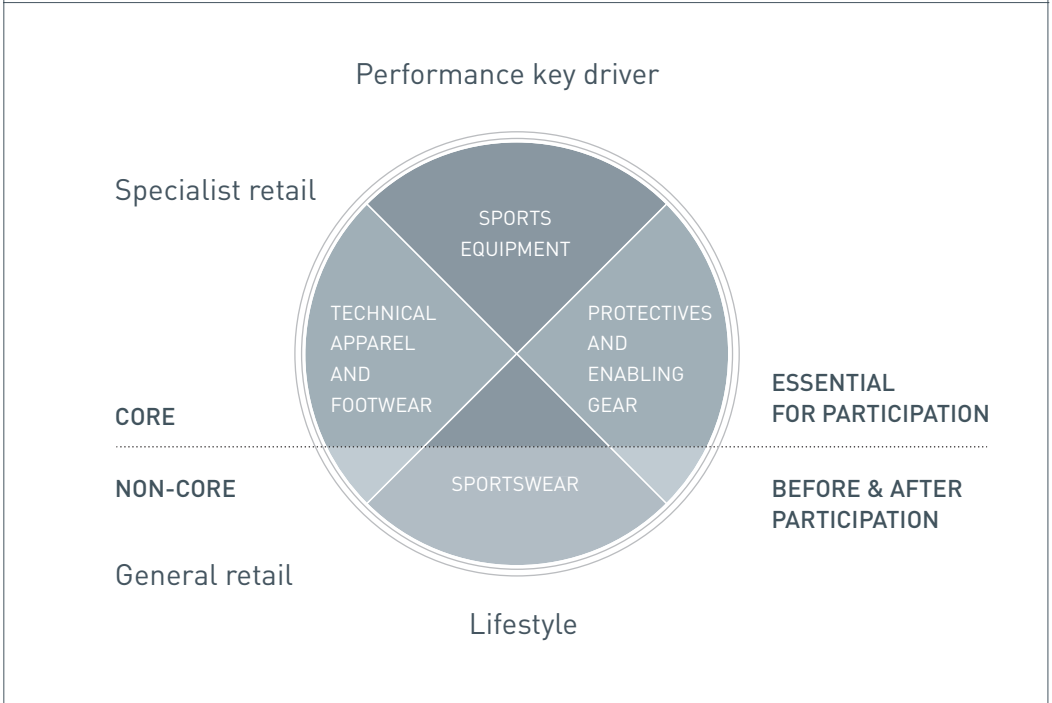 Performance key driver
Specialist retail
SPORTS
EQUIPMENT
TECHNICAL
APPAREL
AND
FOOTWEAR
PROTECTIVES
AND
ENABLING
GEAR
CORE
ESSENTIAL
FOR PARTICIPATION
NON-CORE
SPORTSWEAR
BEFORE & AFTER
PARTICIPATION
General retail
Lifestyle